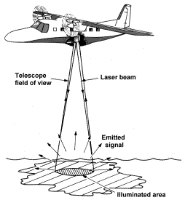 Telescope
field of view
Laser beam
Emitted
signal
Illuminated area